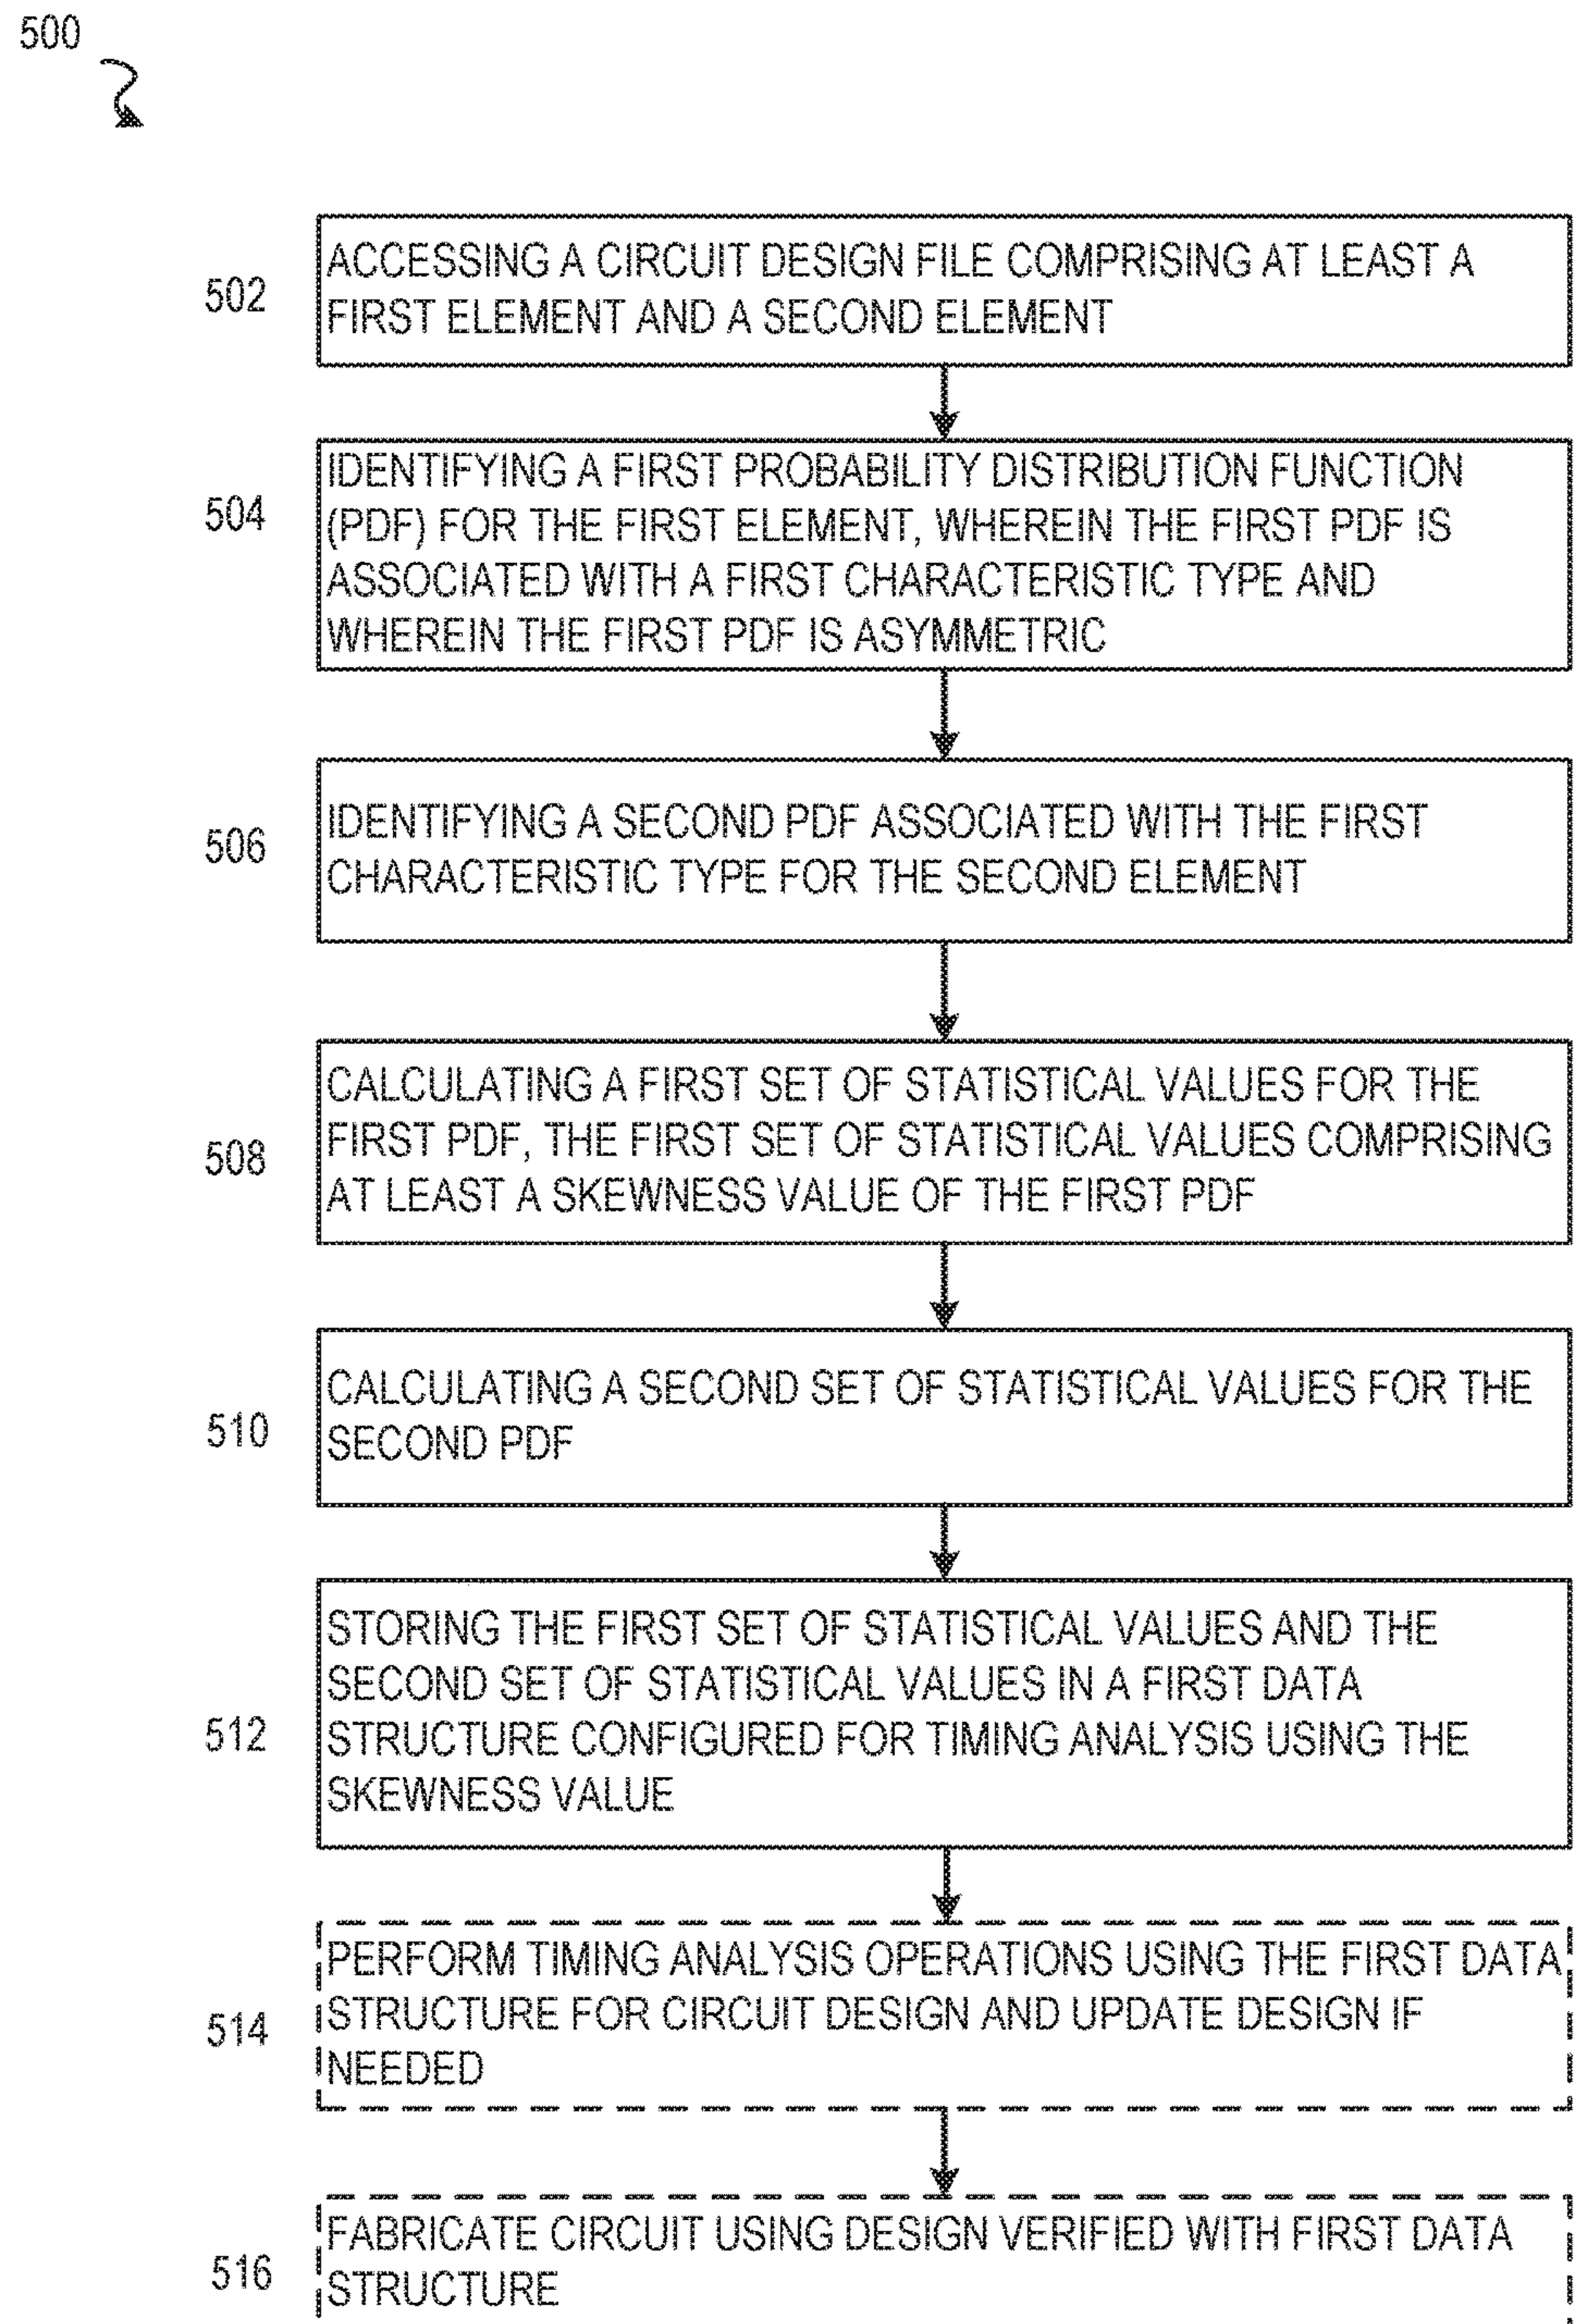 500
502
ACCESSING A CIRCUIT DESIGN FILE COMPRISING AT LEAST A
FIRST ELEMENT AND A SECOND ELEMENT
504
IDENTIFYING A FIRST PROBABILITY DISTRIBUTION FUNCTION
(PDF) FOR THE FIRST ELEMENT, WHEREIN THE FIRST PDF IS
ASSOCIATED WITH A FIRST CHARACTERISTIC TYPE AND
WHEREIN THE FIRST PDF IS ASYMMETRIC
506
IDENTIFYING A SECOND PDF ASSOCIATED WITH THE FIRST
CHARACTERISTIC TYPE FOR THE SECOND ELEMENT
508
CALCULATING A FIRST SET OF STATISTICAL VALUES FOR THE
FIRST PDF, THE FIRST SET OF STATISTICAL VALUES COMPRISING
AT LEAST A SKEWNESS VALUE OF THE FIRST PDF
510
CALCULATING A SECOND SET OF STATISTICAL VALUES FOR THE
SECOND PDF
512
STORING THE FIRST SET OF STATISTICAL VALUES AND THE
SECOND SET OF STATISTICAL VALUES IN A FIRST DATA
STRUCTURE CONFIGURED FOR TIMING ANALYSIS USING THE
SKEWNESS VALUE
514
PERFORM TIMING ANALYSIS OPERATIONS USING THE FIRST DATA
STRUCTURE FOR CIRCUIT DESIGN AND UPDATE DESIGN IF
NEEDED
516
FABRICATE CIRCUIT USING DESIGN VERIFIED WITH FIRST DATA
STRUCTURE